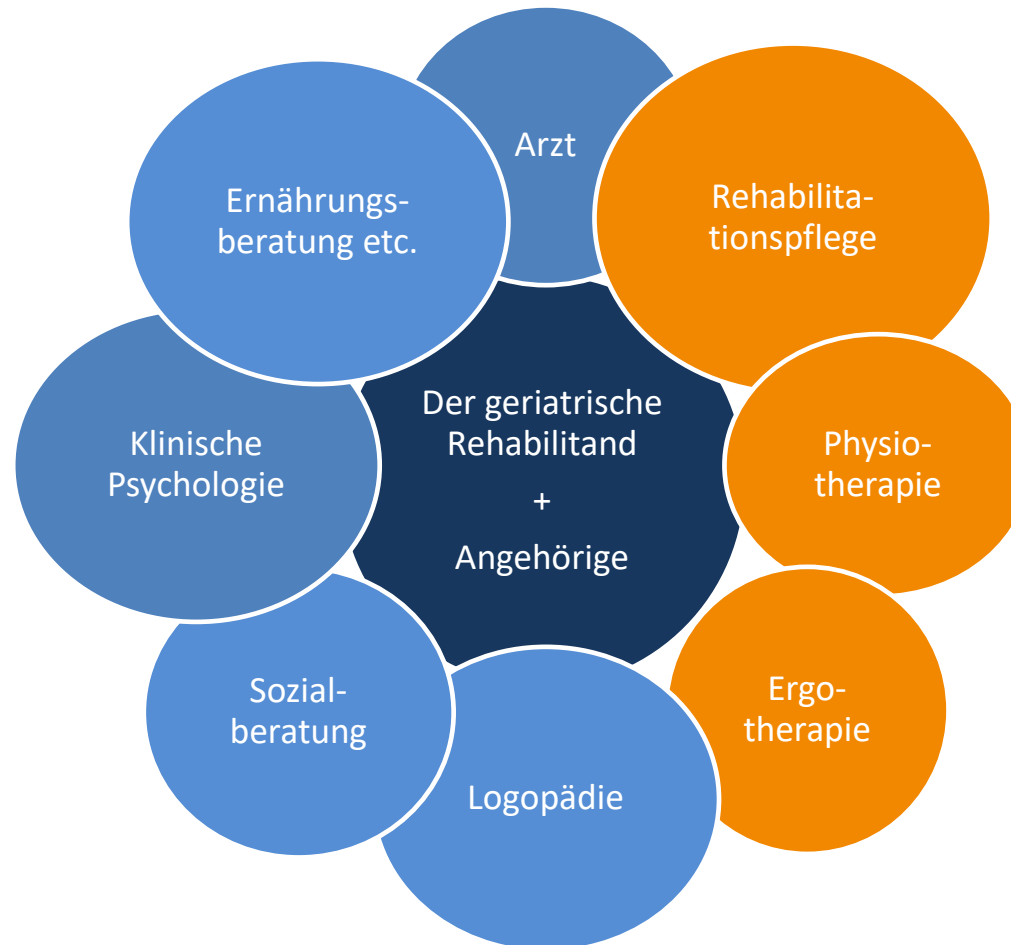 Arzt
Rehabilita-
tionspflege
Physio-
therapie
Ergo-
therapie
Logopädie
Sozial-
beratung
Klinische
Psychologie
Ernährungs-
beratung etc.
Der geriatrische
Rehabilitand
+
Angehörige